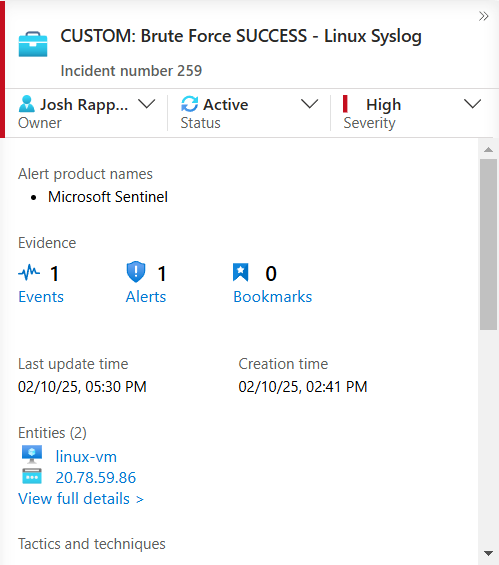 CUSTOM: Brute Force SUCCESS - Linux Syslog
Incident number 259
Josh Rapp...
Owner
Active
Status
High
Severity
Alert product names
• Microsoft Sentinel
Evidence
1
Events
1
Alerts
0
Bookmarks
Last update time
02/10/25, 05:30 PM
Creation time
02/10/25, 02:41 PM
Entities (2)
linux-vm
20.78.59.86
View full details >
Tactics and techniques